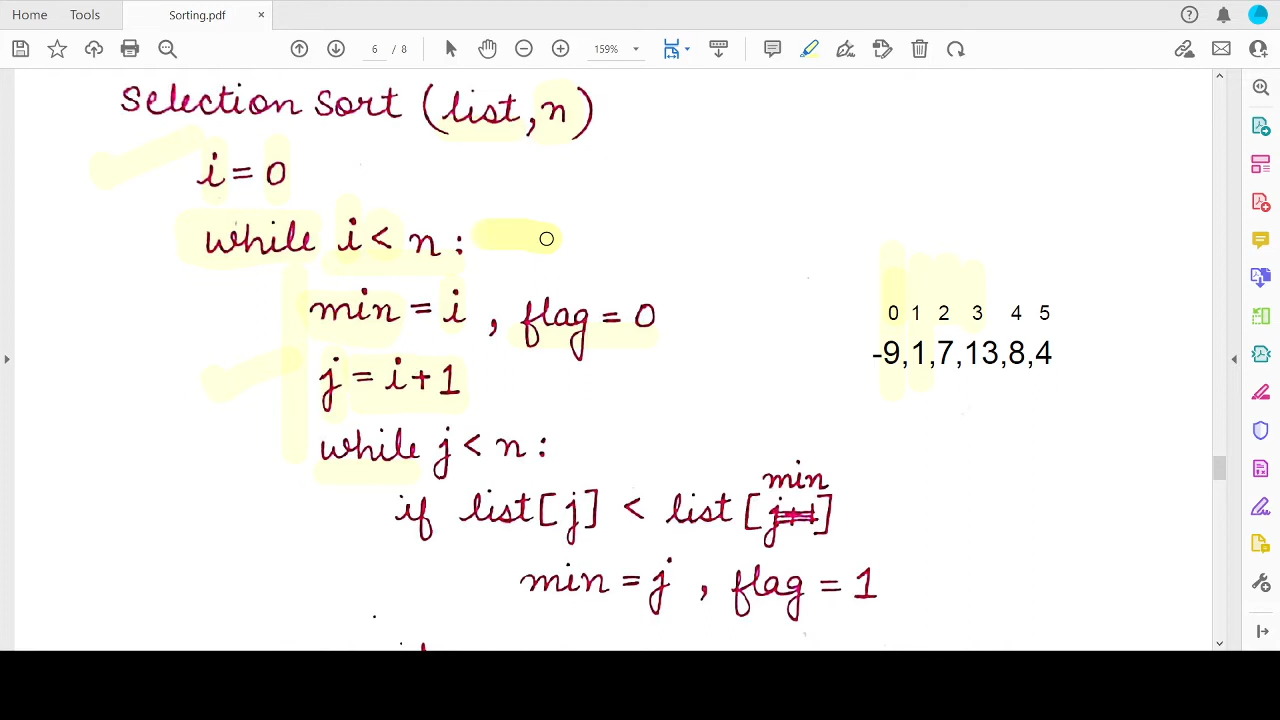 Home Tools Sorting.pdf ×
6 / 8 159%
Selection Sort (list,n)
i = 0
while i < n :
min = i , flag = 0
0 1 2 3 4 5
-9,1,7,13,8,4
j = i+1
while j < n :
min
if list[j] < list[j+1]
min = j , flag = 1